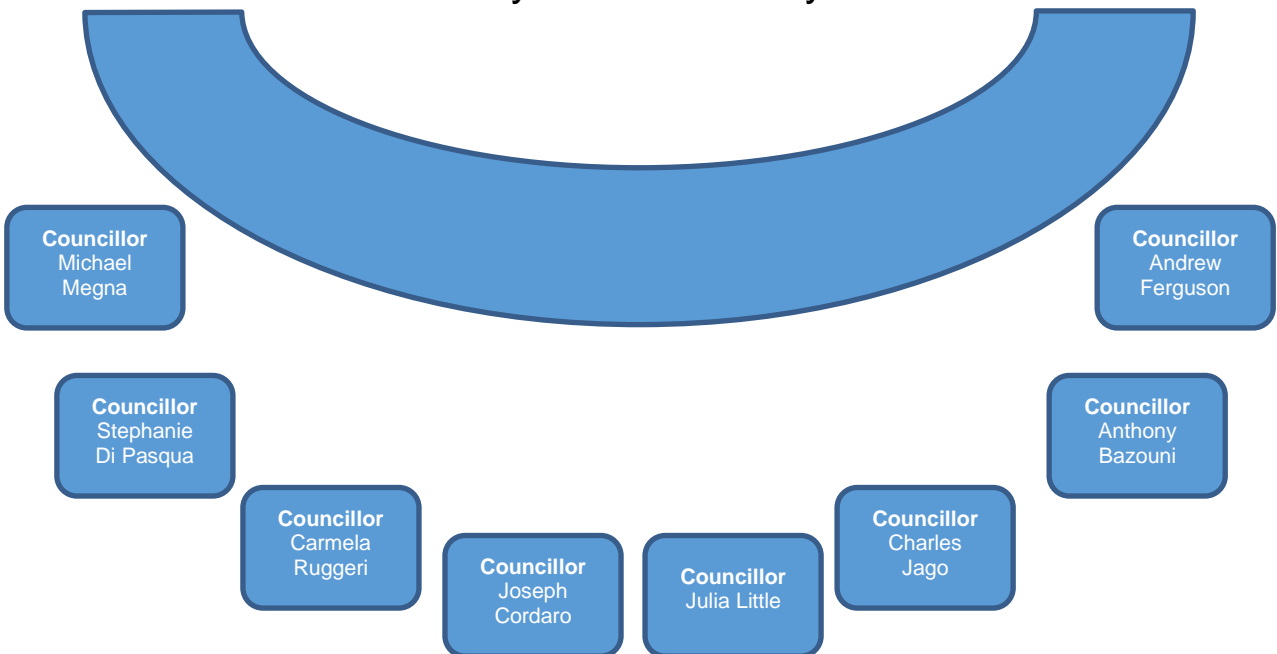 Councillor
Michael
Megna
Councillor
Andrew
Ferguson
Councillor
Stephanie
Di Pasqua
Councillor
Anthony
Bazouni
Councillor
Carmela
Ruggeri
Councillor
Charles
Jago
Councillor
Joseph
Cordaro
Councillor
Julia Little